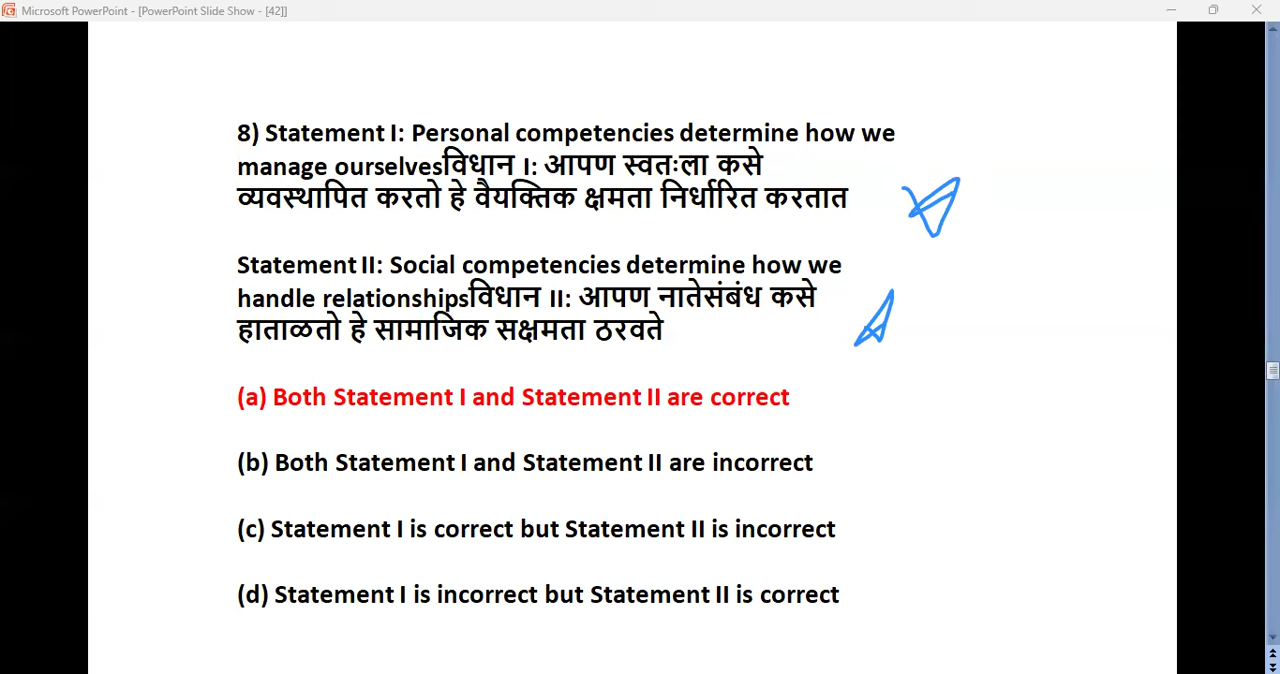 Microsoft PowerPoint - [PowerPoint Slide Show - [42]]
8) Statement I: Personal competencies determine how we
manage ourselvesविधान I: आपण स्वतःला कसे
व्यवस्थापित करतो हे वैयक्तिक क्षमता निर्धारित करतात
Statement II: Social competencies determine how we
handle relationshipsविधान II: आपण नातेसंबंध कसे
हाताळतो हे सामाजिक सक्षमता ठरवते
(a) Both Statement I and Statement II are correct
(b) Both Statement I and Statement II are incorrect
(c) Statement I is correct but Statement II is incorrect
(d) Statement I is incorrect but Statement II is correct